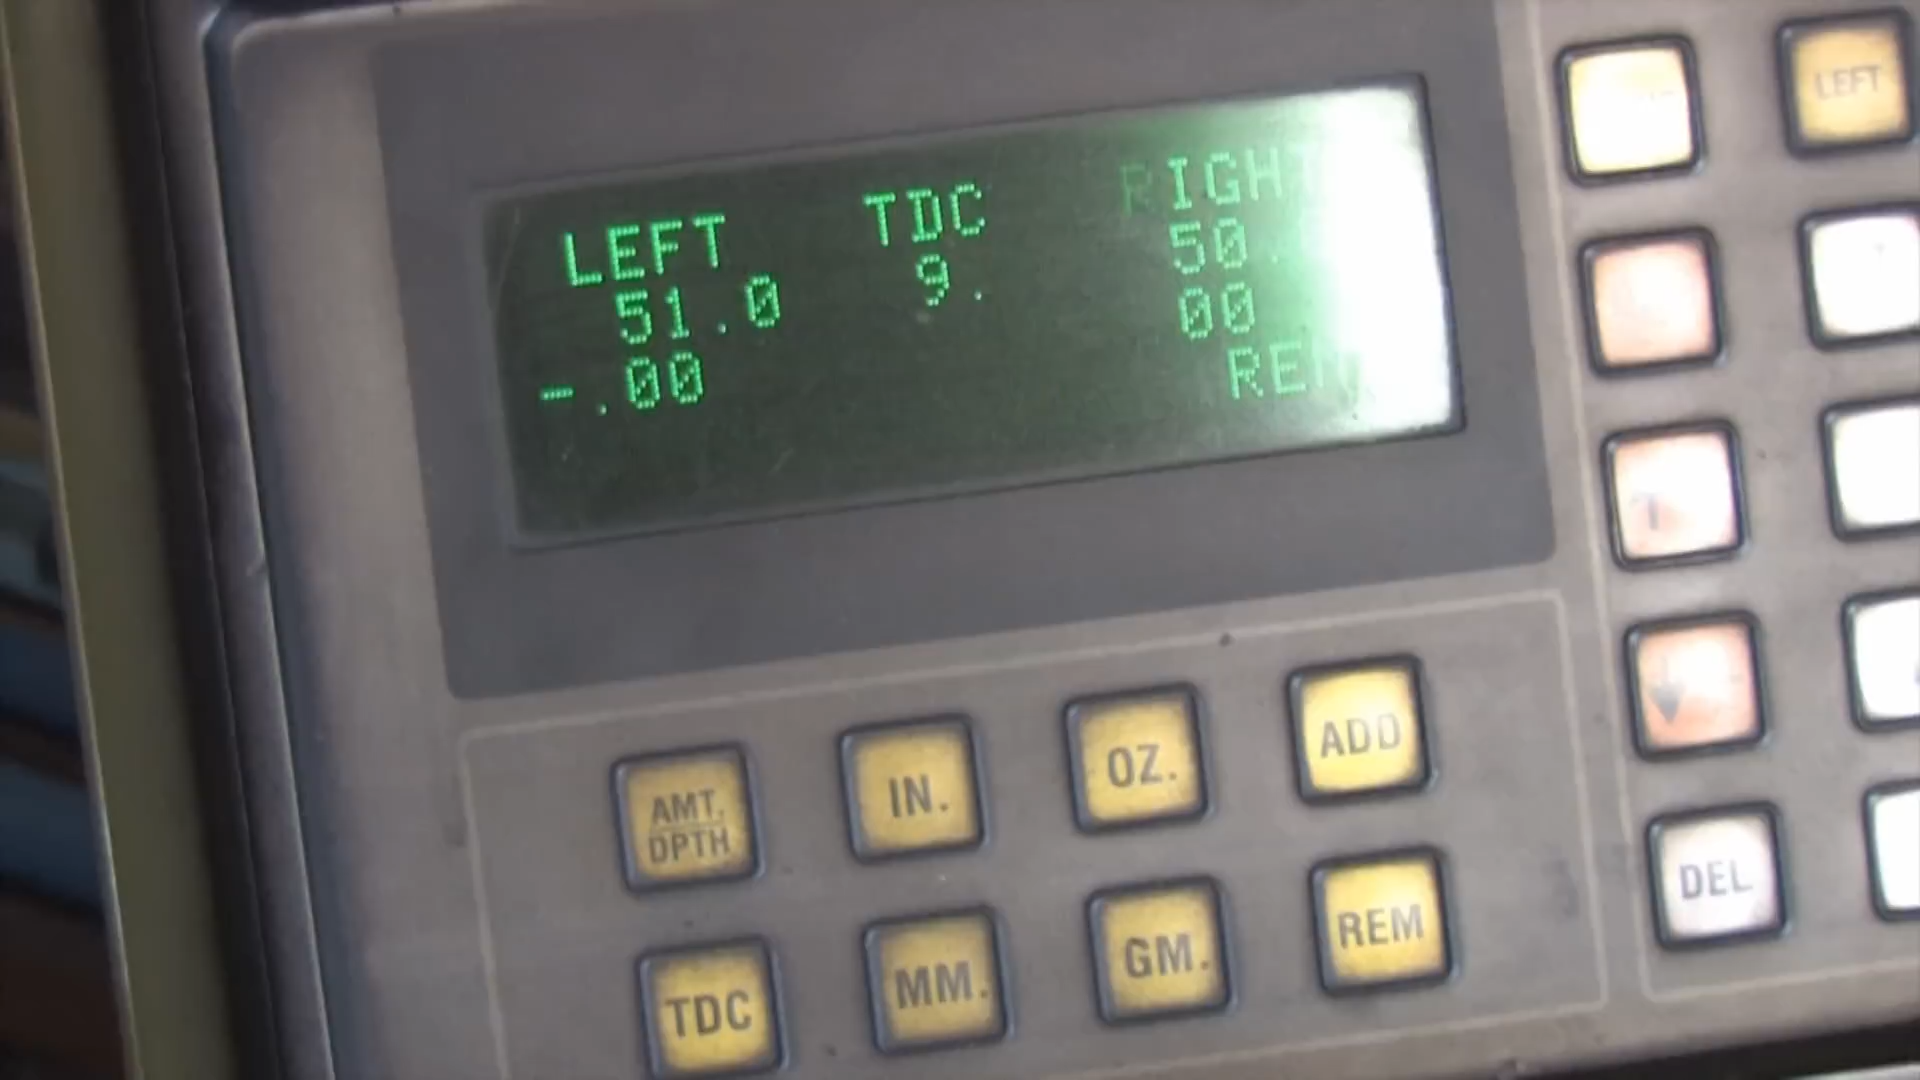 LEFT TDC RIGHT
51.0 9. 50.
-.00 00
REM
LEFT
AMT.
DPTH
IN.
OZ.
ADD
TDC
MM.
GM.
REM
DEL